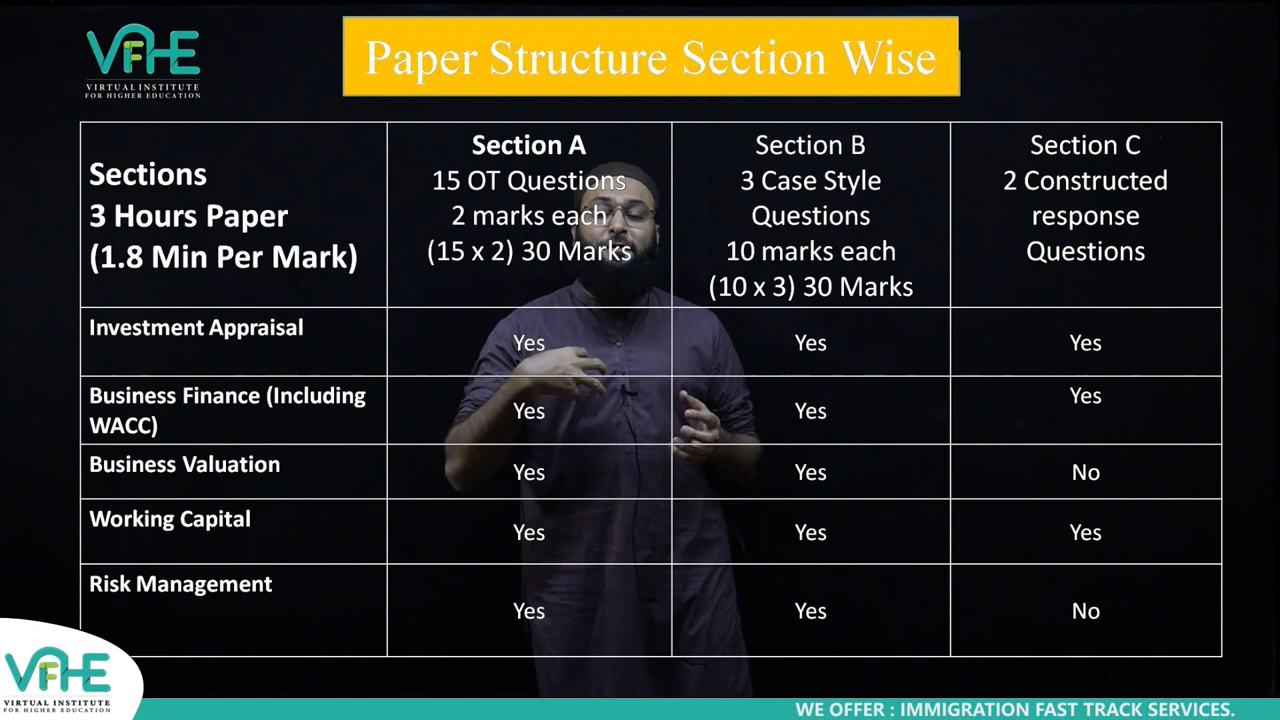 VFHE
VIRTUAL INSTITUTE
FOR HIGHER EDUCATION
Paper Structure Section Wise
Sections
3 Hours Paper
(1.8 Min Per Mark)
Section A
15 OT Questions
2 marks each
(15 x 2) 30 Marks
Section B
3 Case Style
Questions
10 marks each
(10 x 3) 30 Marks
Section C
2 Constructed
response
Questions
Investment Appraisal
Yes
Yes
Yes
Business Finance (Including
WACC)
Yes
Yes
Yes
Business Valuation
Yes
Yes
No
Working Capital
Yes
Yes
Yes
Risk Management
Yes
Yes
No
VFHE
VIRTUAL INSTITUTE
FOR HIGHER EDUCATION
WE OFFER : IMMIGRATION FAST TRACK SERVICES.